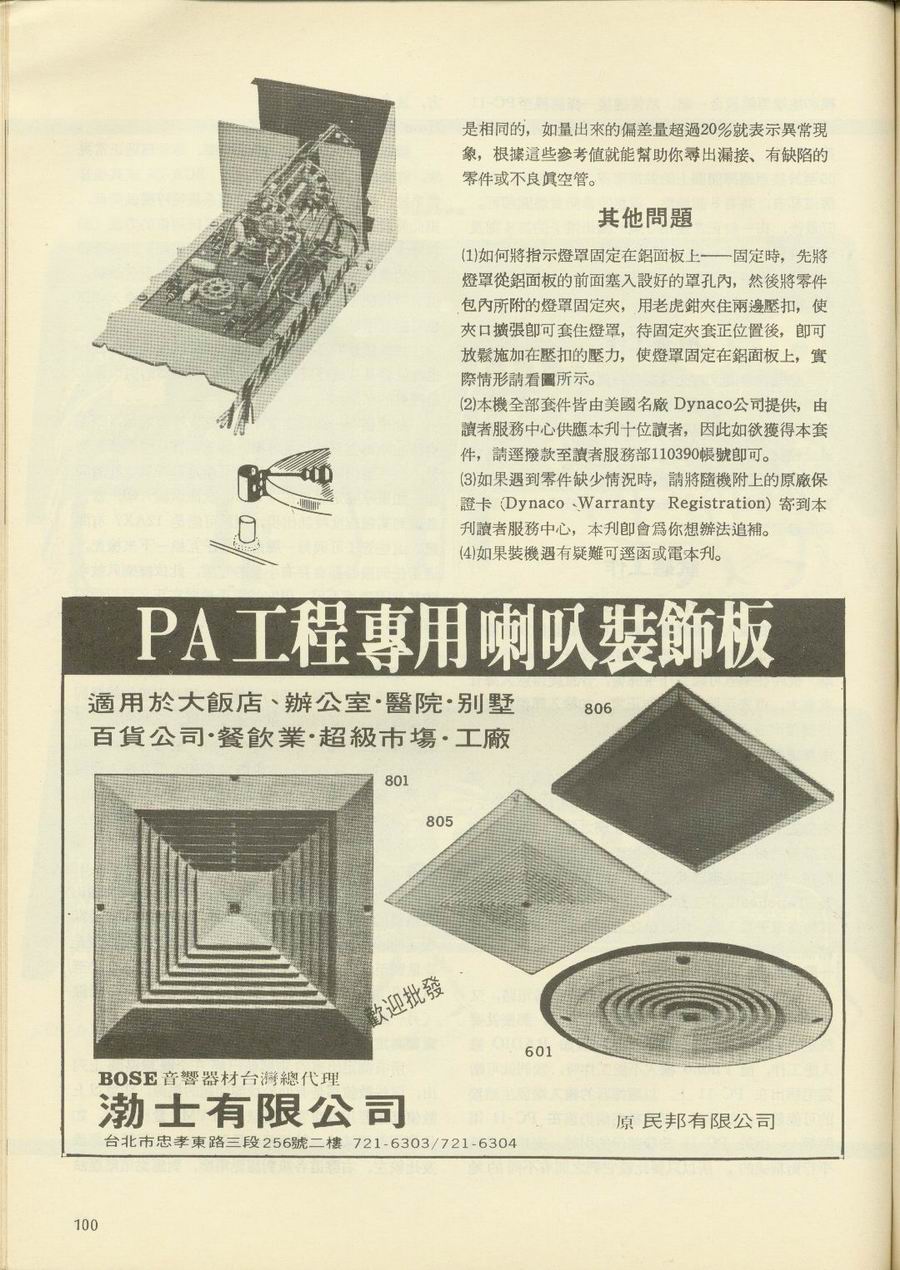 是相同的，如量出來的偏差量超過20%就表示異常現
象，根據這些參考值就能幫助你尋出漏接、有缺陷的
零件或不良眞空管。
其他問題
⑴如何將指示燈罩固定在鋁面板上——固定時，先將
燈罩從鋁面板的前面塞入設好的罩孔內，然後將零件
包內所附的燈罩固定夾，用老虎鉗夾住兩邊壓扣，使
夾口擴張卽可套住燈罩，待固定夾套正位置後，卽可
放鬆施加在壓扣的壓力，使燈罩固定在鋁面板上，實
際情形請看圖所示。
⑵本機全部套件皆由美國名廠 Dynaco公司提供，由
讀者服務中心供應本刋十位讀者，因此如欲獲得本套
件，請逕撥款至讀者服務部110390帳號卽可。
⑶如果遇到零件缺少情況時，請將隨機附上的原廠保
證卡（Dynaco Warranty Registration）寄到本
刋讀者服務中心，本刋卽會爲你想辦法追補。
⑷如果裝機遇有疑難可逕函或電本刋。
PA工程專用喇叭裝飾板
適用於大飯店、辦公室·醫院·别墅
百貨公司·餐飲業·超級市場·工廠
806
801
805
歡迎批發
601
BOSE 音響器材台灣總代理
渤士有限公司
原 民邦有限公司
台北市忠孝東路三段256號二樓 721-6303/721-6304
100